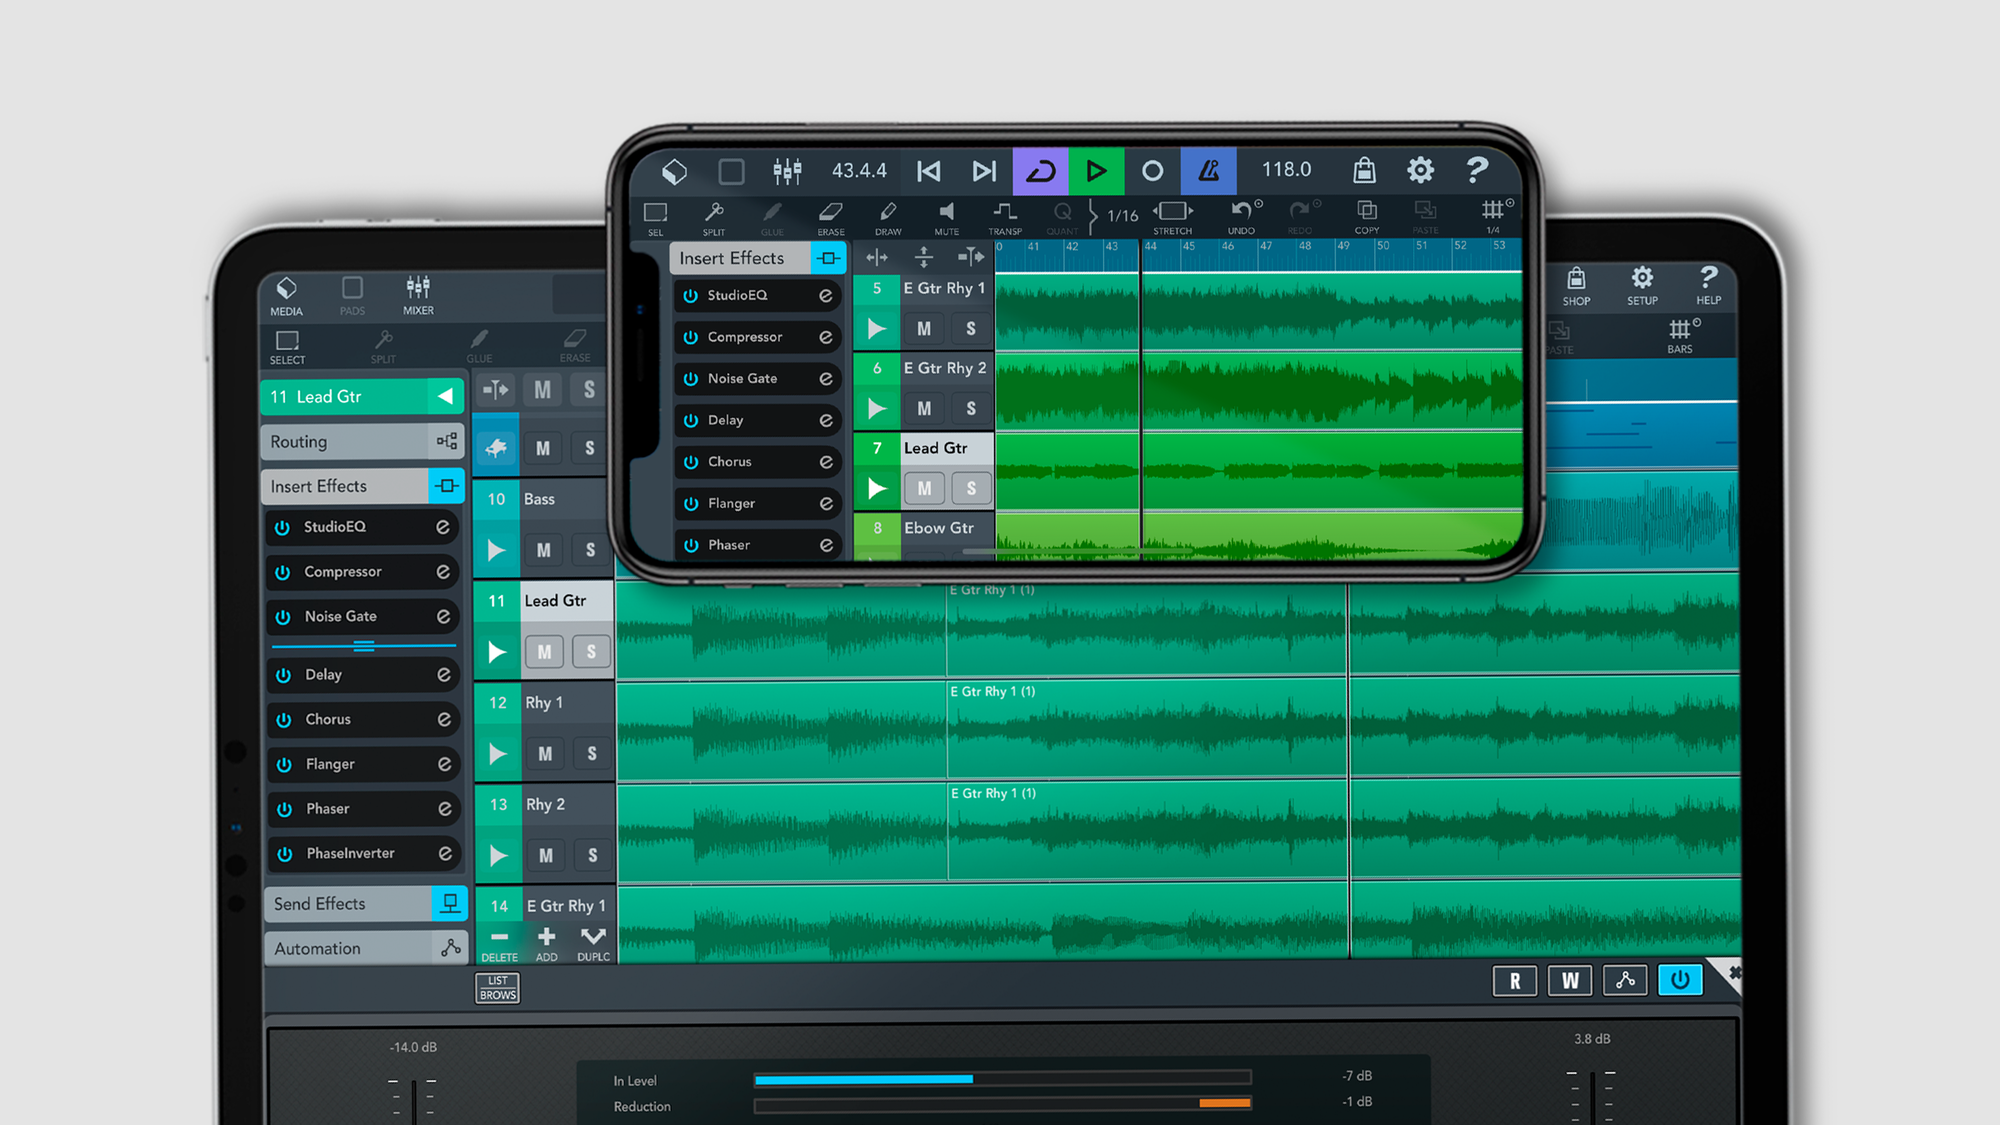 43.4.4
118.0
SEL
SPLIT
GLUE
ERASE
DRAW
MUTE
TRANSP
Q
QUANT
1/16
STRETCH
UNDO
REDO
COPY
PASTE
1/4
Insert Effects
0 41 42 43 44 45 46 47 48 49 50 51 52 53
StudioEQ e
Compressor e
Noise Gate e
Delay e
Chorus e
Flanger e
Phaser e
5 E Gtr Rhy 1
M S
6 E Gtr Rhy 2
M S
7 Lead Gtr
M S
8 Ebow Gtr
MEDIA
PADS
MIXER
SHOP
SETUP
? HELP
SELECT
SPLIT
GLUE
ERASE
ASTE
BARS
11 Lead Gtr
Routing
Insert Effects
StudioEQ e
Compressor e
Noise Gate e
Delay e
Chorus e
Flanger e
Phaser e
PhaseInverter e
Send Effects
Automation
M S
M S
10 Bass
M S
11 Lead Gtr
M S
12 Rhy 1
M S
13 Rhy 2
M S
14 E Gtr Rhy 1
DELETE
ADD
DUPLC
E Gtr Rhy 1 (1)
E Gtr Rhy 1 (1)
E Gtr Rhy 1 (1)
LIST
BROWS
R W
-14.0 dB
3.8 dB
In Level -7 dB
Reduction -1 dB